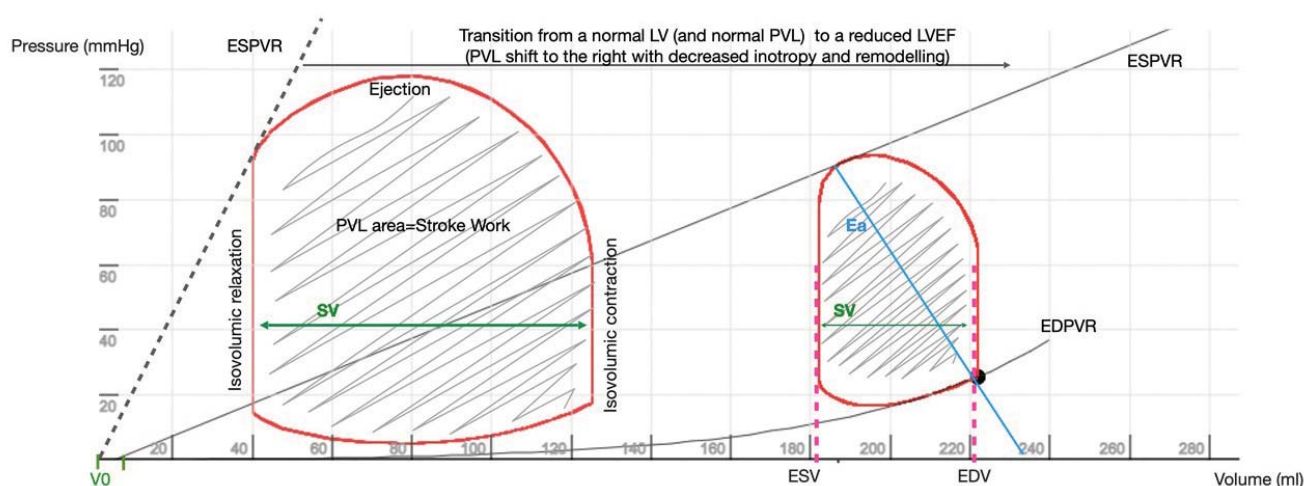 Pressure (mmHg)
ESPVR
Transition from a normal LV (and normal PVL) to a reduced LVEF
(PVL shift to the right with decreased inotropy and remodelling)
ESPVR
120
Ejection
100
80
PVL area=Stroke Work
Ea
Isovolumic relaxation
Isovolumic contraction
60
SV
SV
40
EDPVR
20
20
40
60
80
100
120
140
160
180
200
220
240
260
280
V0
ESV
EDV
Volume (ml)